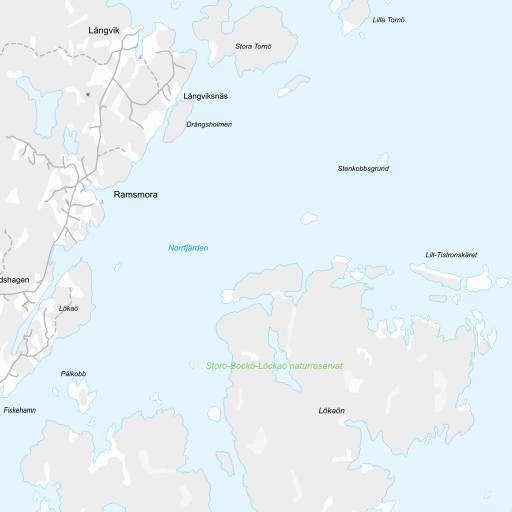 Lilla Tornö
Långvik
Stora Tornö
Långviksnäs
Drängsholmen
Stenkobbsgrund
Ramsmora
Norrfjärden
Lill-Tistronskäret
dshagen
Lökaö
Storö-Bockö-Löckaö naturreservat
Pålkobb
Fiskehamn
Lökaön